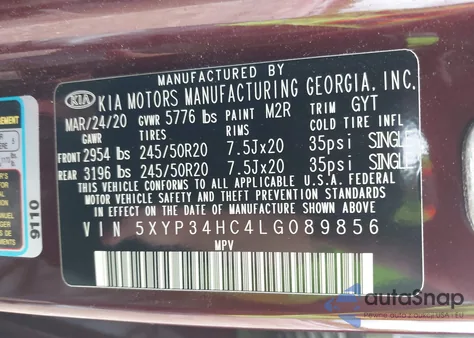 MANUFACTURED BY
KIA KIA MOTORS MANUFACTURING GEORGIA, INC.
MAR/24/20 GVWR 5776 lbs PAINT M2R TRIM GYT
GAWR TIRES RIMS COLD TIRE INFL
FRONT 2954 lbs 245/50R20 7.5Jx20 35psi SINGLE
REAR 3196 lbs 245/50R20 7.5Jx20 35psi SINGLE
THIS VEHICLE CONFORMS TO ALL APPLICABLE U.S.A. FEDERAL
MOTOR VEHICLE SAFETY AND THEFT PREVENTION STANDARDS
IN EFFECT ON THE DATE OF MANUFACTURE SHOWN ABOVE.
VIN 5XYP34HC4LG089856
MPV
9110
autoSnap